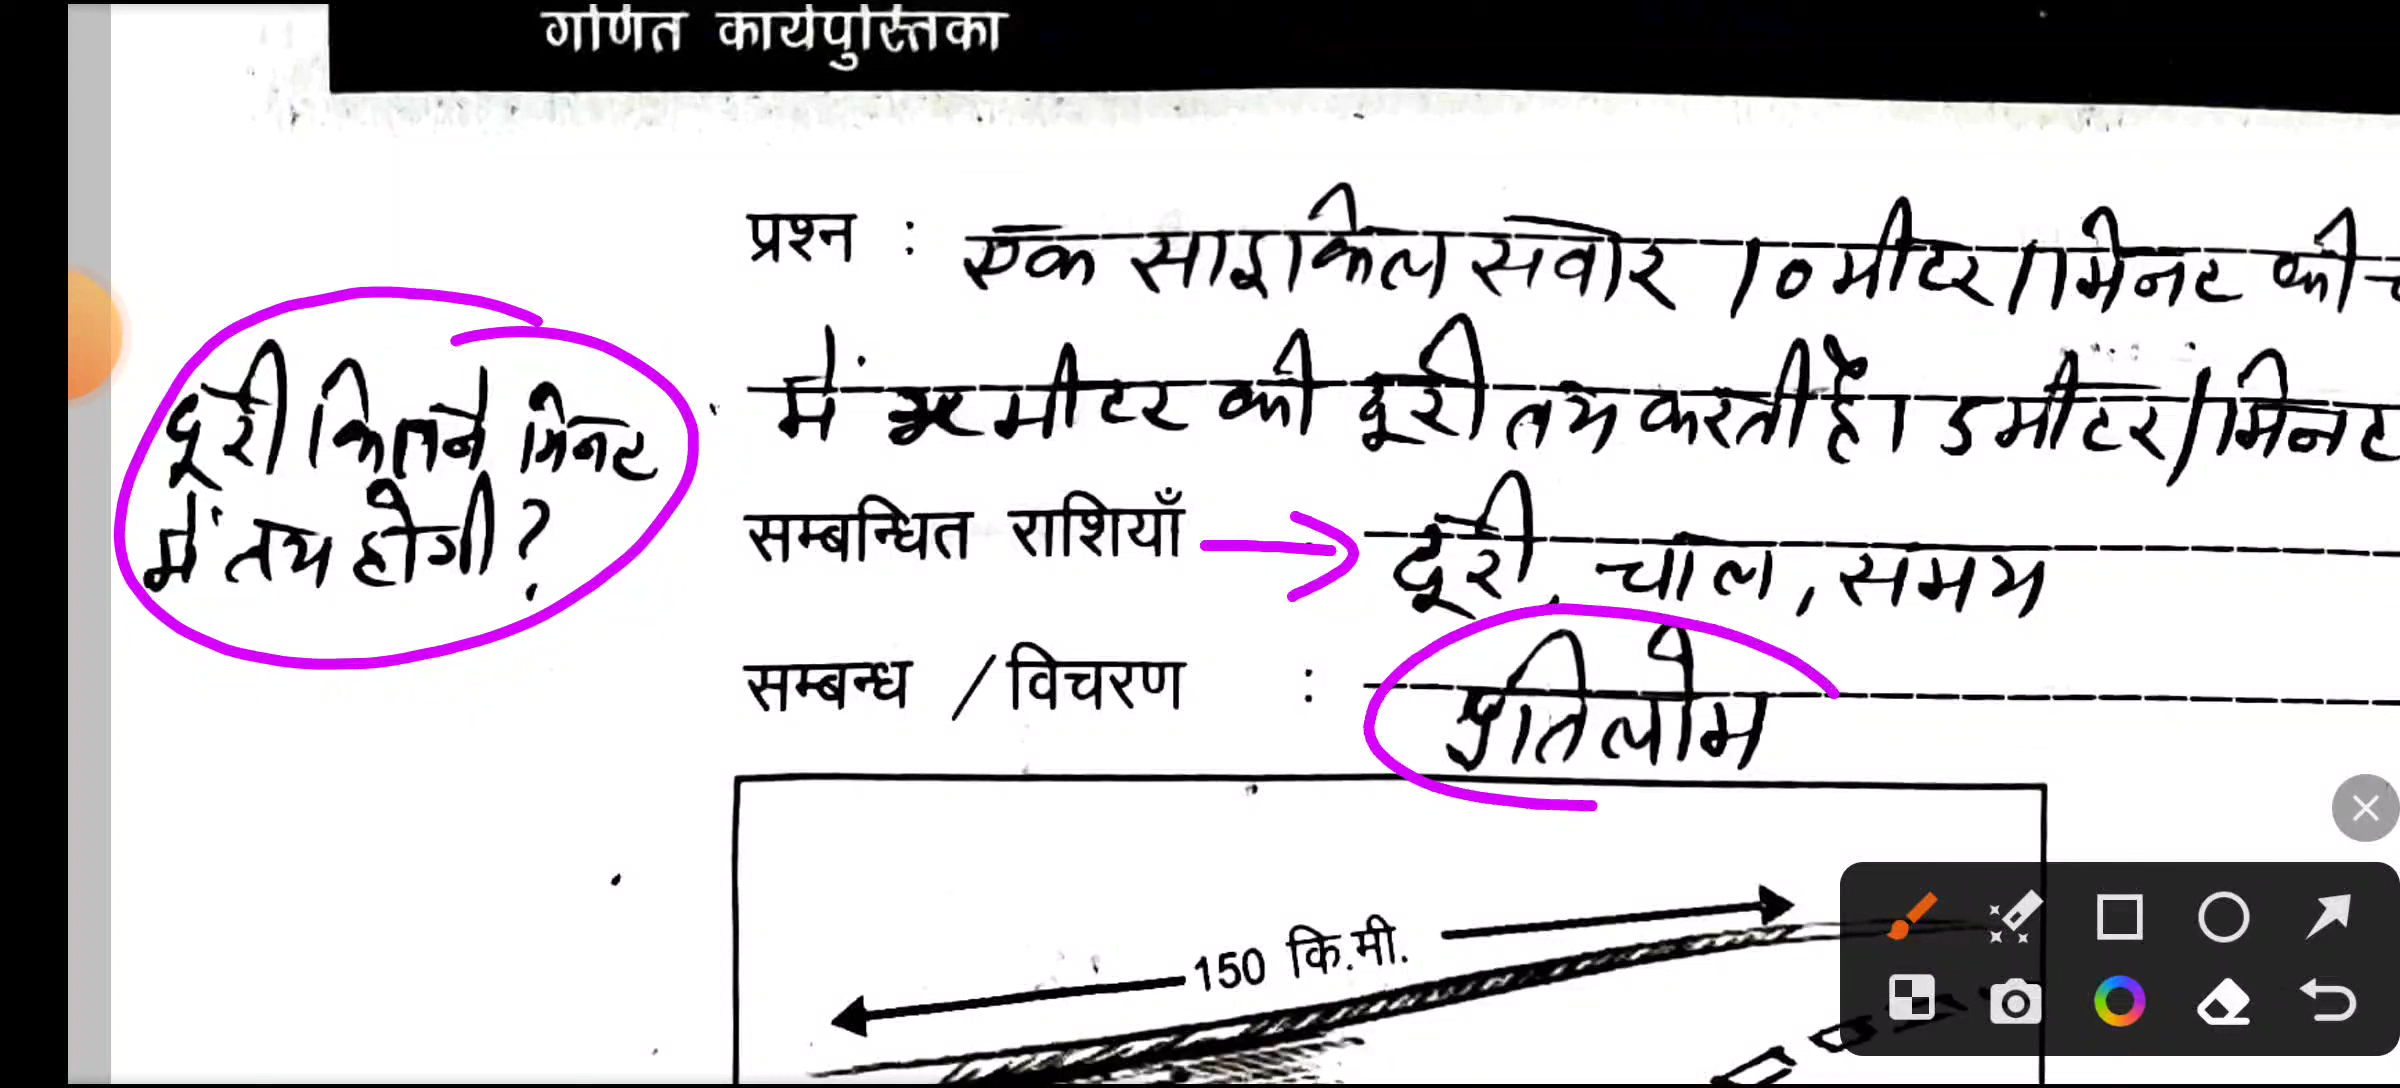 गणित कार्यपुस्तिका
प्रश्न : एक साइकिल सवार 10 मीटर/मिनट की
में मीटर की दूरी तय करती है। 5 मीटर/मिनट
दूरी कितने मिनट
में तय होगी?
सम्बन्धित राशियाँ दूरी, चाल, समय
सम्बन्ध /विचरण : प्रतिलोम
150 कि.मी.